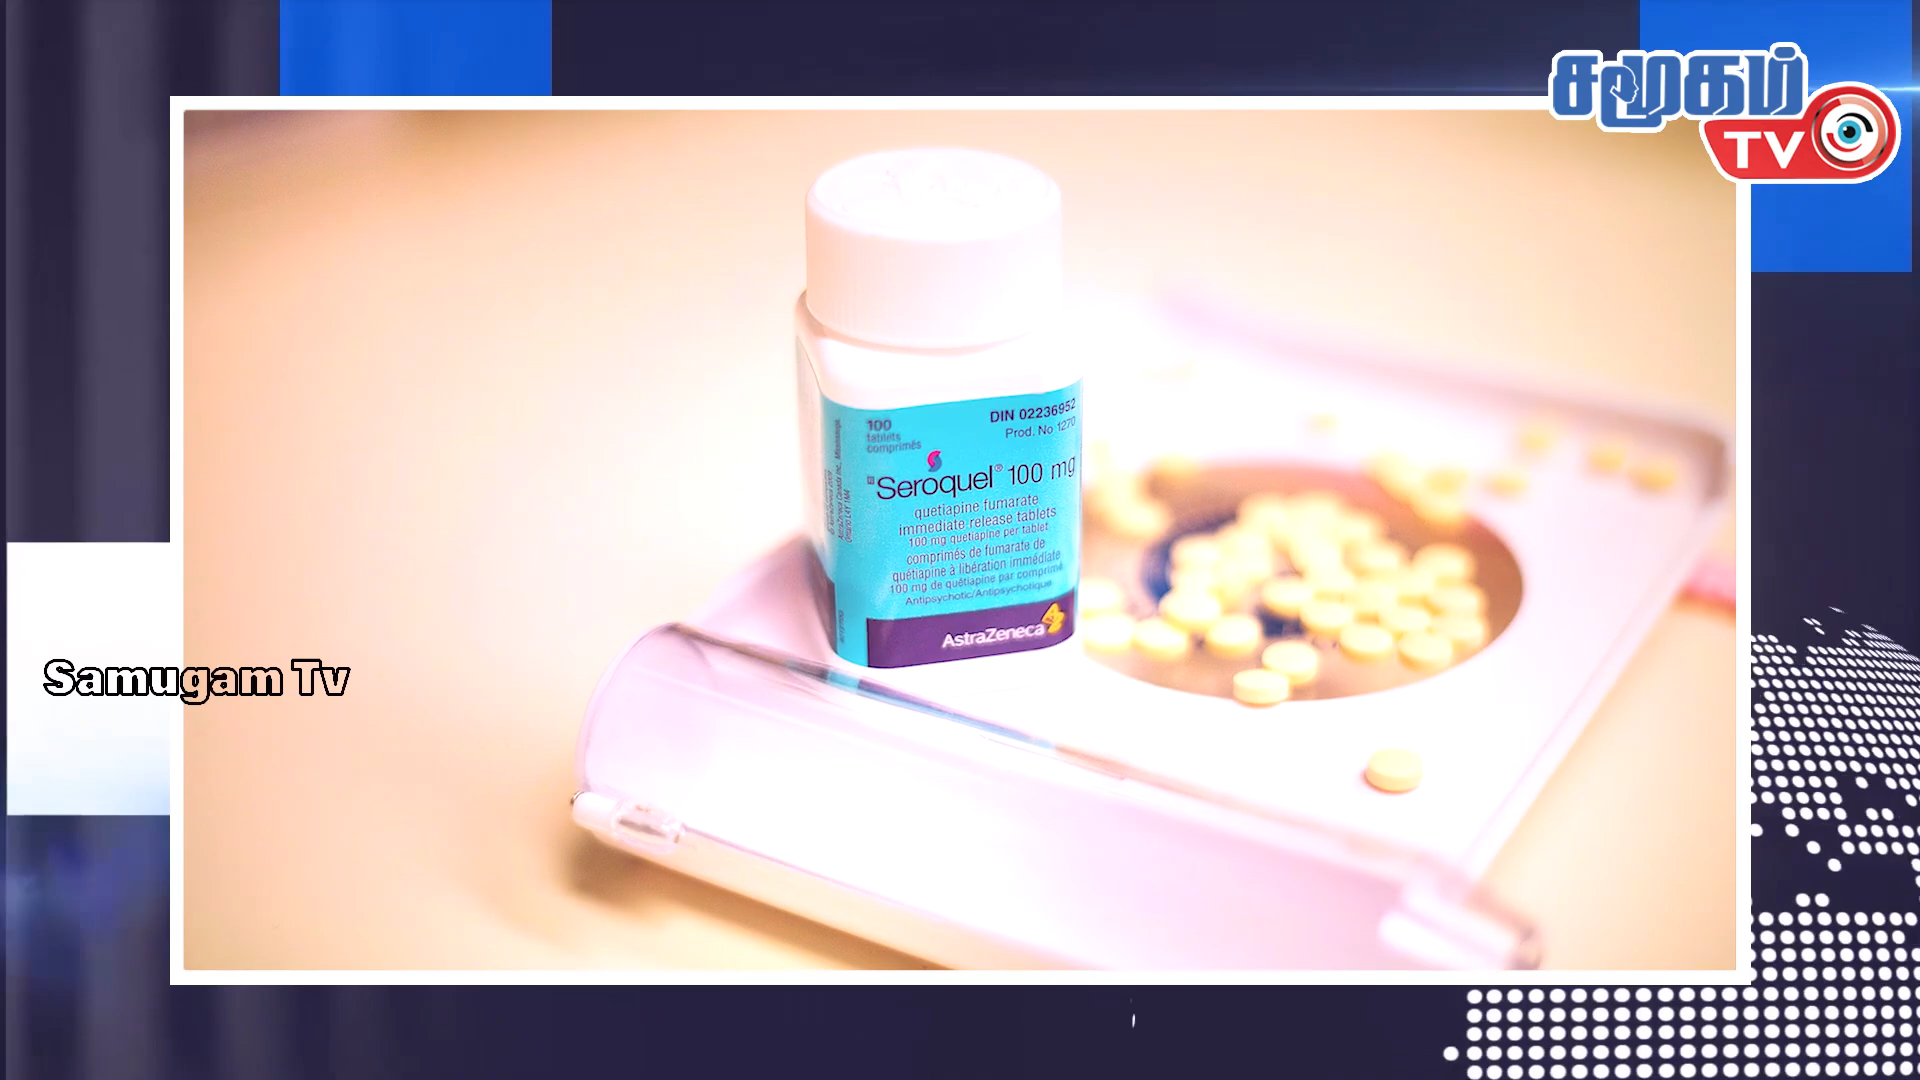 சமூகம்
TV
100
tablets
comprimés
DIN 02236952
Prod. No 1270
Seroquel® 100 mg
quetiapine fumarate
immediate release tablets
100 mg quetiapine per tablet
comprimés de fumarate de
quétiapine à libération immédiate
100 mg de quétiapine par comprimé
Antipsychotic/Antipsychotique
AstraZeneca
Samugam Tv